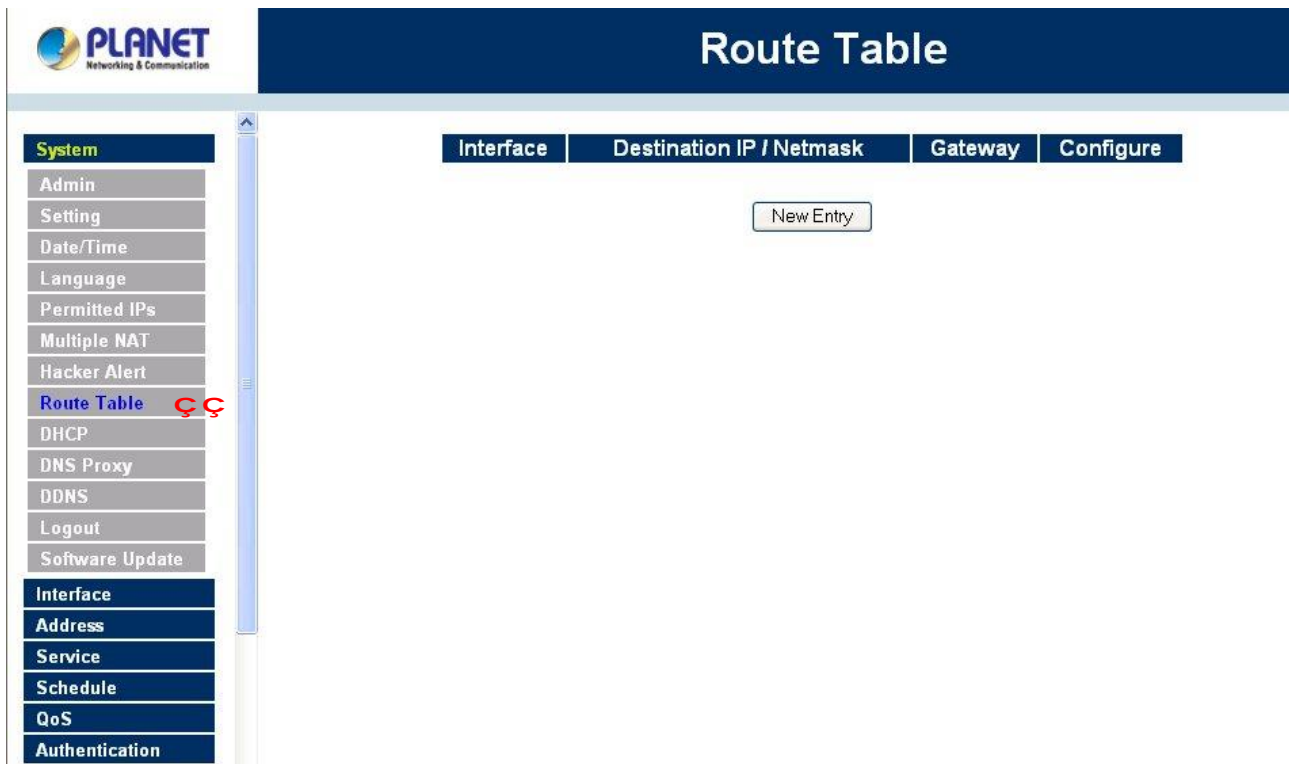 PLANET
Networking & Communication
Route Table
System
Admin
Setting
Date/Time
Language
Permitted IPs
Multiple NAT
Hacker Alert
Route Table ÇÇ
DHCP
DNS Proxy
DDNS
Logout
Software Update
Interface
Address
Service
Schedule
QoS
Authentication
Interface Destination IP / Netmask Gateway Configure
New Entry